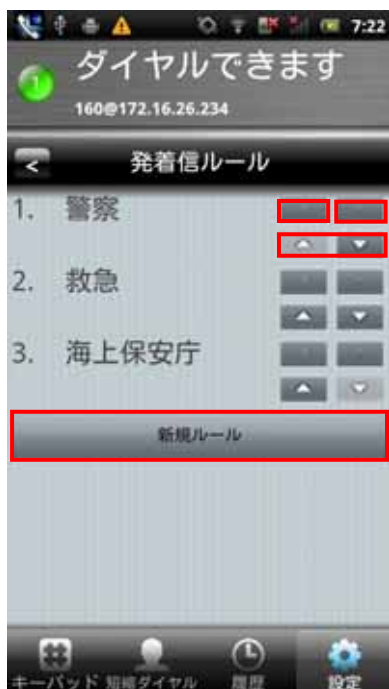 7:22
1
ダイヤルできます
160@172.16.26.234
<
発着信ルール
1. 警察
2. 救急
3. 海上保安庁
新規ルール
キーパッド 短縮ダイヤル 履歴 設定